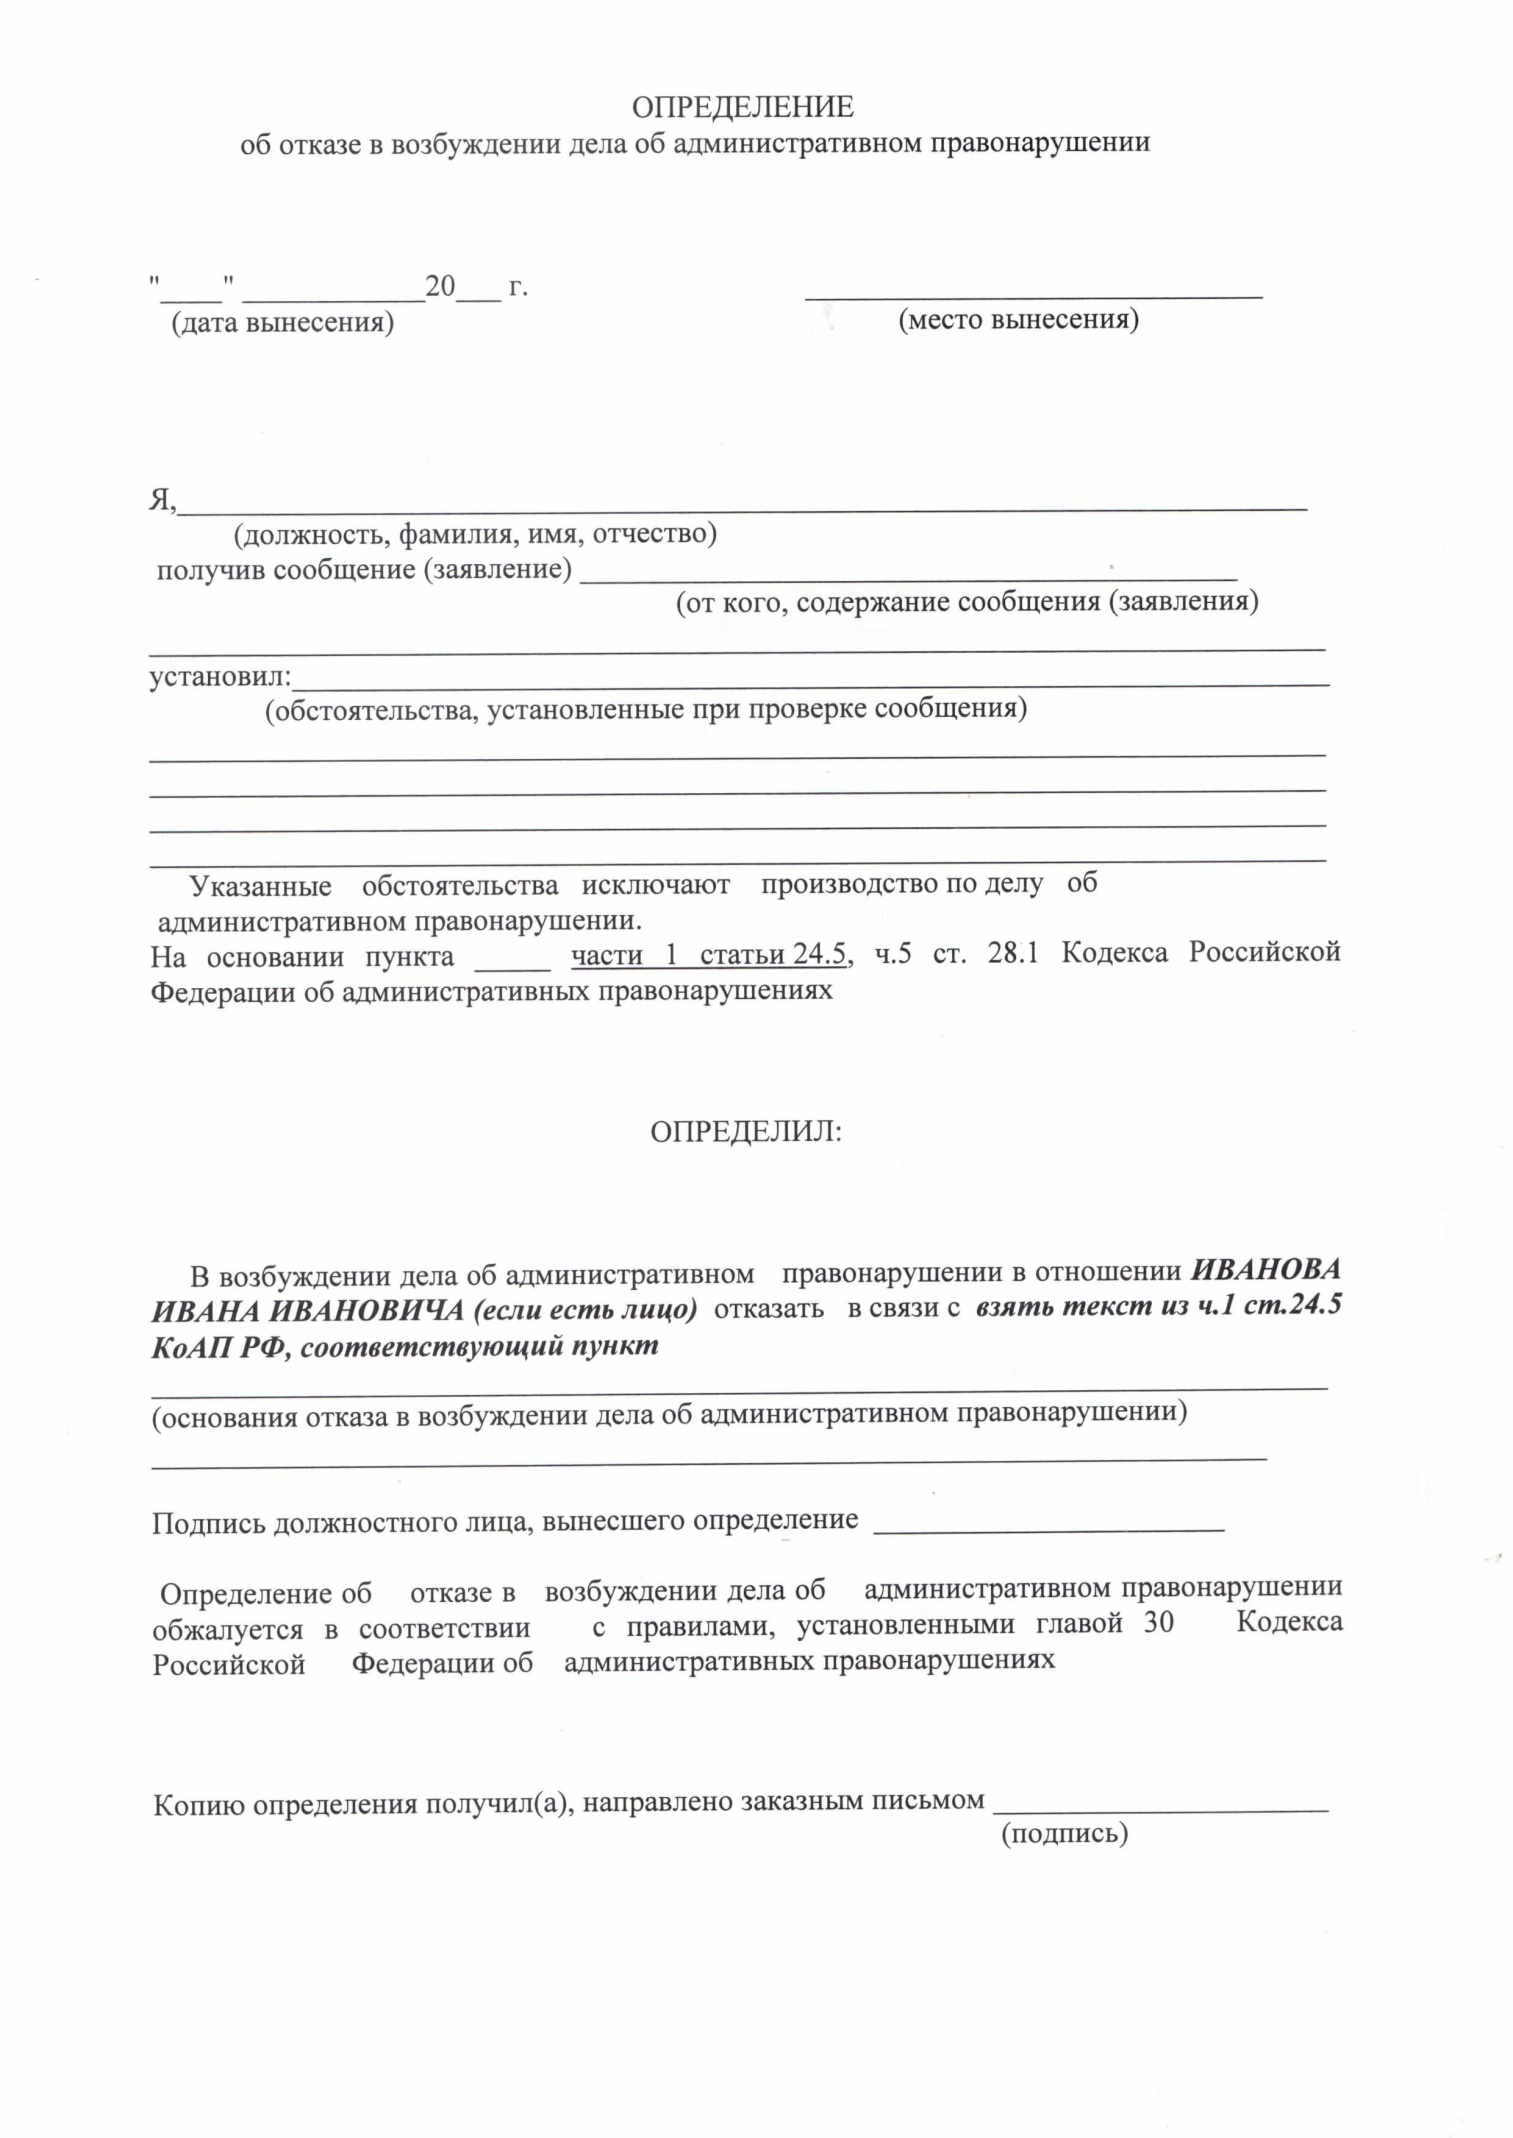 ОПРЕДЕЛЕНИЕ
об отказе в возбуждении дела об административном правонарушении
"____" ____________20___ г.
(дата вынесения)
(место вынесения)
Я,__________
(должность, фамилия, имя, отчество)
получив сообщение (заявление) __________
(от кого, содержание сообщения (заявления)
установил:__________
(обстоятельства, установленные при проверке сообщения)
Указанные обстоятельства исключают производство по делу об
административном правонарушении.
На основании пункта _____ части 1 статьи 24.5, ч.5 ст. 28.1 Кодекса Российской
Федерации об административных правонарушениях
ОПРЕДЕЛИЛ:
В возбуждении дела об административном правонарушении в отношении ИВАНОВА
ИВАНА ИВАНОВИЧА (если есть лицо) отказать в связи с взять текст из ч.1 ст.24.5
КоАП РФ, соответствующий пункт
(основания отказа в возбуждении дела об административном правонарушении)
Подпись должностного лица, вынесшего определение __________
Определение об отказе в возбуждении дела об административном правонарушении
обжалуется в соответствии с правилами, установленными главой 30 Кодекса
Российской Федерации об административных правонарушениях
Копию определения получил(а), направлено заказным письмом __________
(подпись)